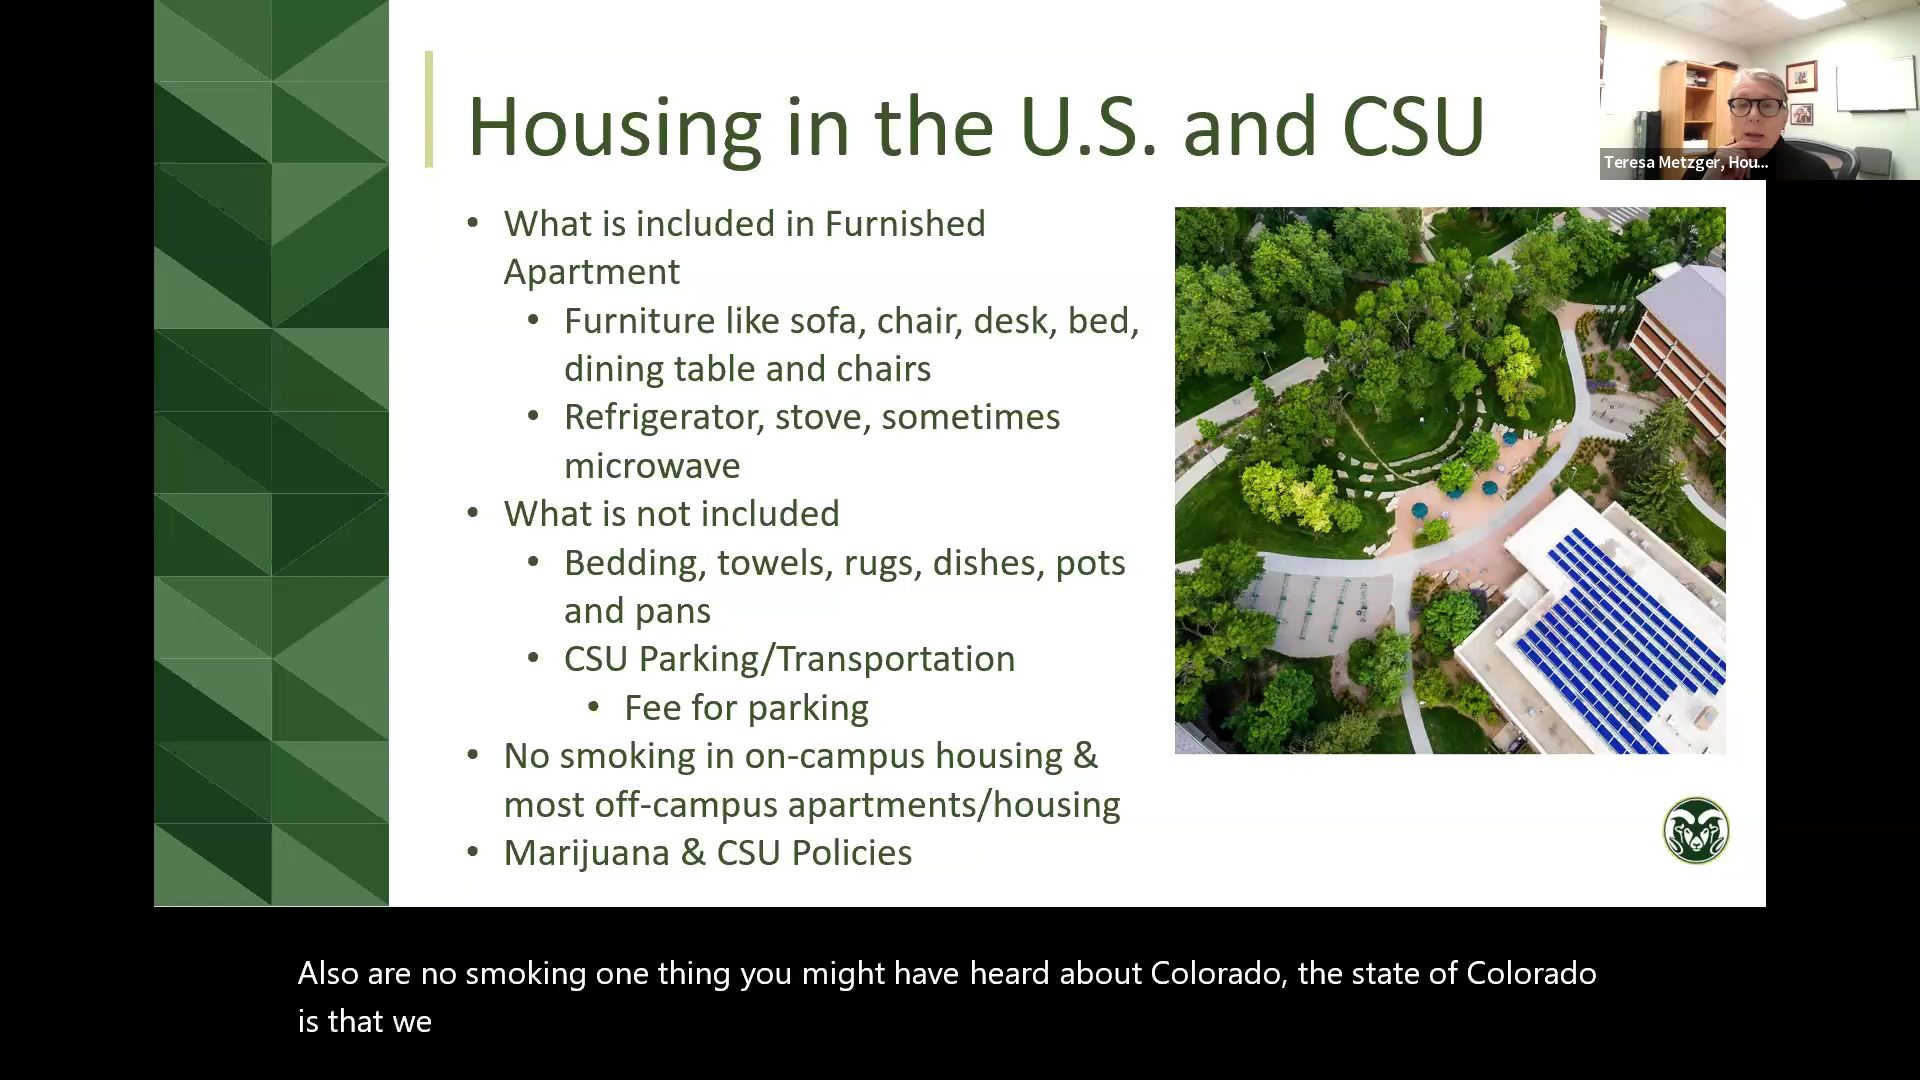 Housing in the U.S. and CSU
Teresa Metzger, Hou...
• What is included in Furnished
Apartment
• Furniture like sofa, chair, desk, bed,
dining table and chairs
• Refrigerator, stove, sometimes
microwave
• What is not included
• Bedding, towels, rugs, dishes, pots
and pans
• CSU Parking/Transportation
• Fee for parking
• No smoking in on-campus housing &
most off-campus apartments/housing
• Marijuana & CSU Policies
Also are no smoking one thing you might have heard about Colorado, the state of Colorado
is that we